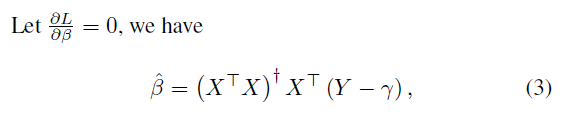 Let ∂L/∂β = 0, we have
β̂ = (X⊤X)† X⊤ (Y − γ), (3)